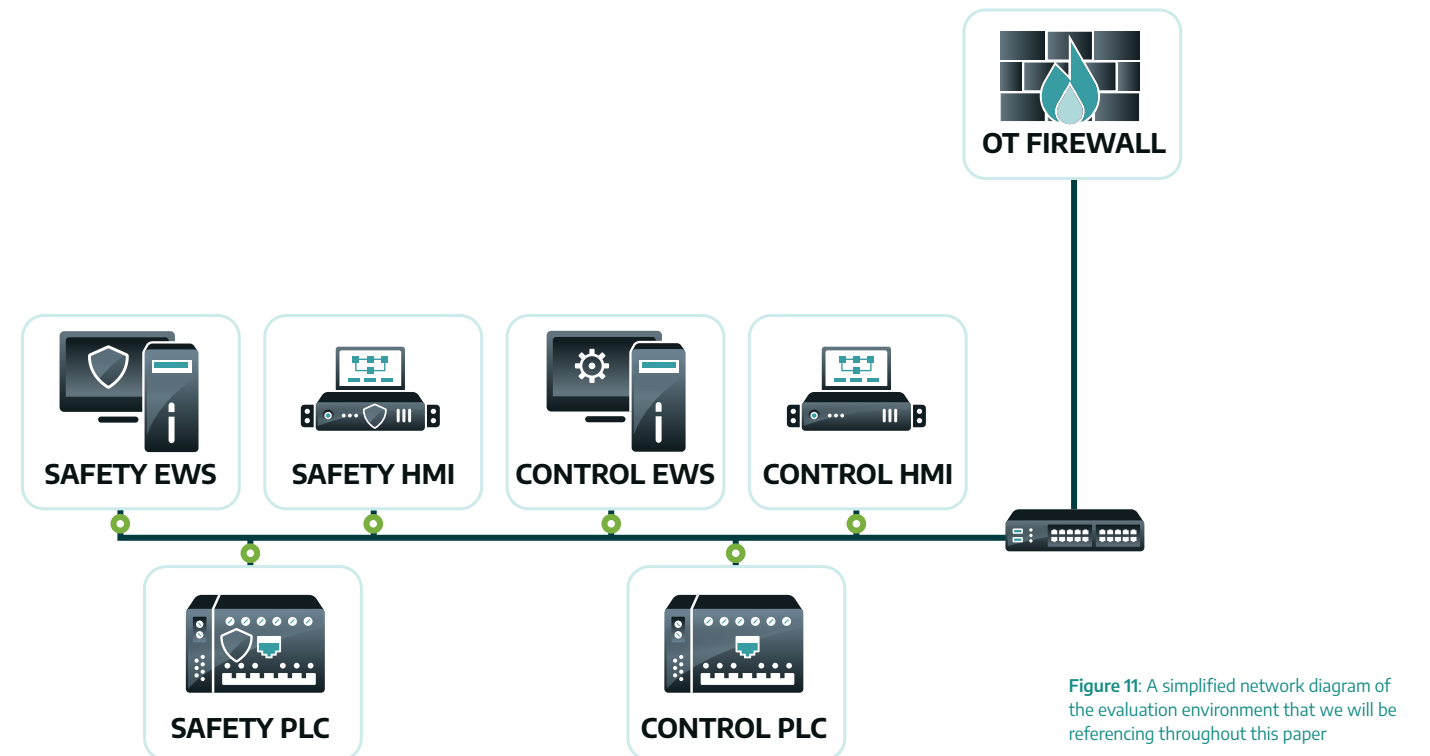 OT FIREWALL
SAFETY EWS
SAFETY HMI
CONTROL EWS
CONTROL HMI
SAFETY PLC
CONTROL PLC
Figure 11: A simplified network diagram of
the evaluation environment that we will be
referencing throughout this paper